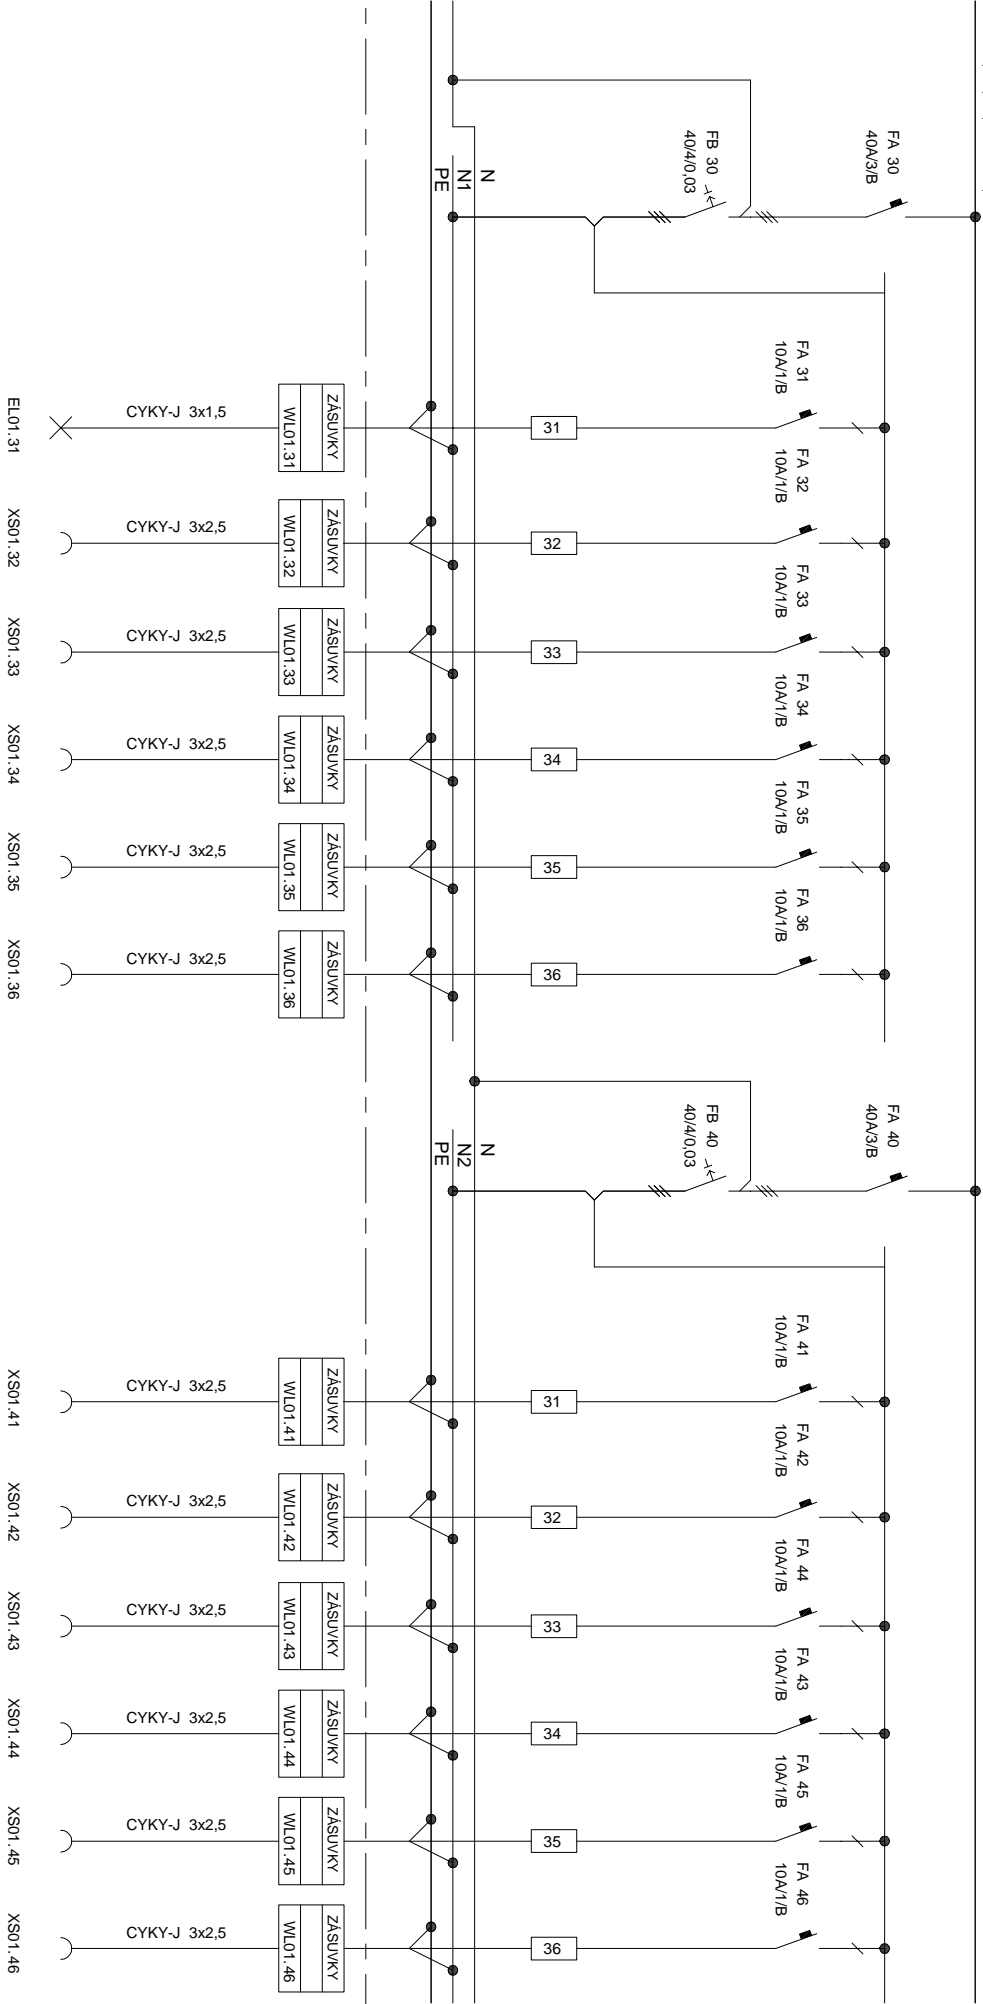 FA 30
40A/3/B
FB 30
40/4/0,03
N
N1
PE
FA 31
10A/1/B
31
ZÁSUVKY
WL01.31
CYKY-J 3x1,5
EL01.31
FA 32
10A/1/B
32
ZÁSUVKY
WL01.32
CYKY-J 3x2,5
XS01.32
FA 33
10A/1/B
33
ZÁSUVKY
WL01.33
CYKY-J 3x2,5
XS01.33
FA 34
10A/1/B
34
ZÁSUVKY
WL01.34
CYKY-J 3x2,5
XS01.34
FA 35
10A/1/B
35
ZÁSUVKY
WL01.35
CYKY-J 3x2,5
XS01.35
FA 36
10A/1/B
36
ZÁSUVKY
WL01.36
CYKY-J 3x2,5
XS01.36
FA 40
40A/3/B
FB 40
40/4/0,03
N
N2
PE
FA 41
10A/1/B
31
ZÁSUVKY
WL01.41
CYKY-J 3x2,5
XS01.41
FA 42
10A/1/B
32
ZÁSUVKY
WL01.42
CYKY-J 3x2,5
XS01.42
FA 44
10A/1/B
33
ZÁSUVKY
WL01.43
CYKY-J 3x2,5
XS01.43
FA 43
10A/1/B
34
ZÁSUVKY
WL01.44
CYKY-J 3x2,5
XS01.44
FA 45
10A/1/B
35
ZÁSUVKY
WL01.45
CYKY-J 3x2,5
XS01.45
FA 46
10A/1/B
36
ZÁSUVKY
WL01.46
CYKY-J 3x2,5
XS01.46